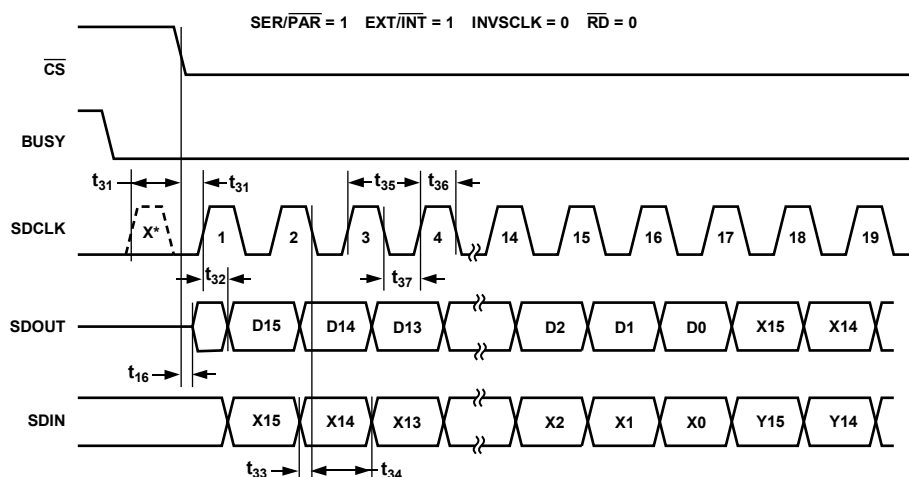 SER/PAR = 1 EXT/INT = 1 INVSCLK = 0 RD = 0
CS
BUSY
t31 t31 t35 t36
SDCLK X* 1 2 3 4 14 15 16 17 18 19
t32 t37
SDOUT D15 D14 D13 D2 D1 D0 X15 X14
t16
SDIN X15 X14 X13 X2 X1 X0 Y15 Y14
t33 t34